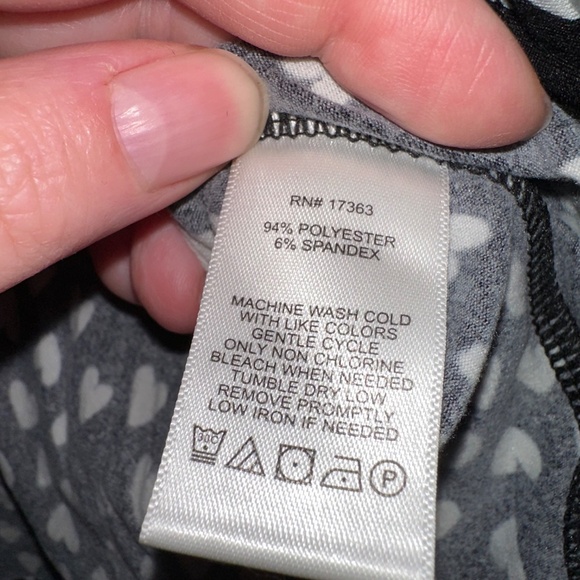 RN# 17363
94% POLYESTER
6% SPANDEX
MACHINE WASH COLD
WITH LIKE COLORS
GENTLE CYCLE
ONLY NON CHLORINE
BLEACH WHEN NEEDED
TUMBLE DRY LOW
REMOVE PROMPTLY
LOW IRON IF NEEDED
30C P